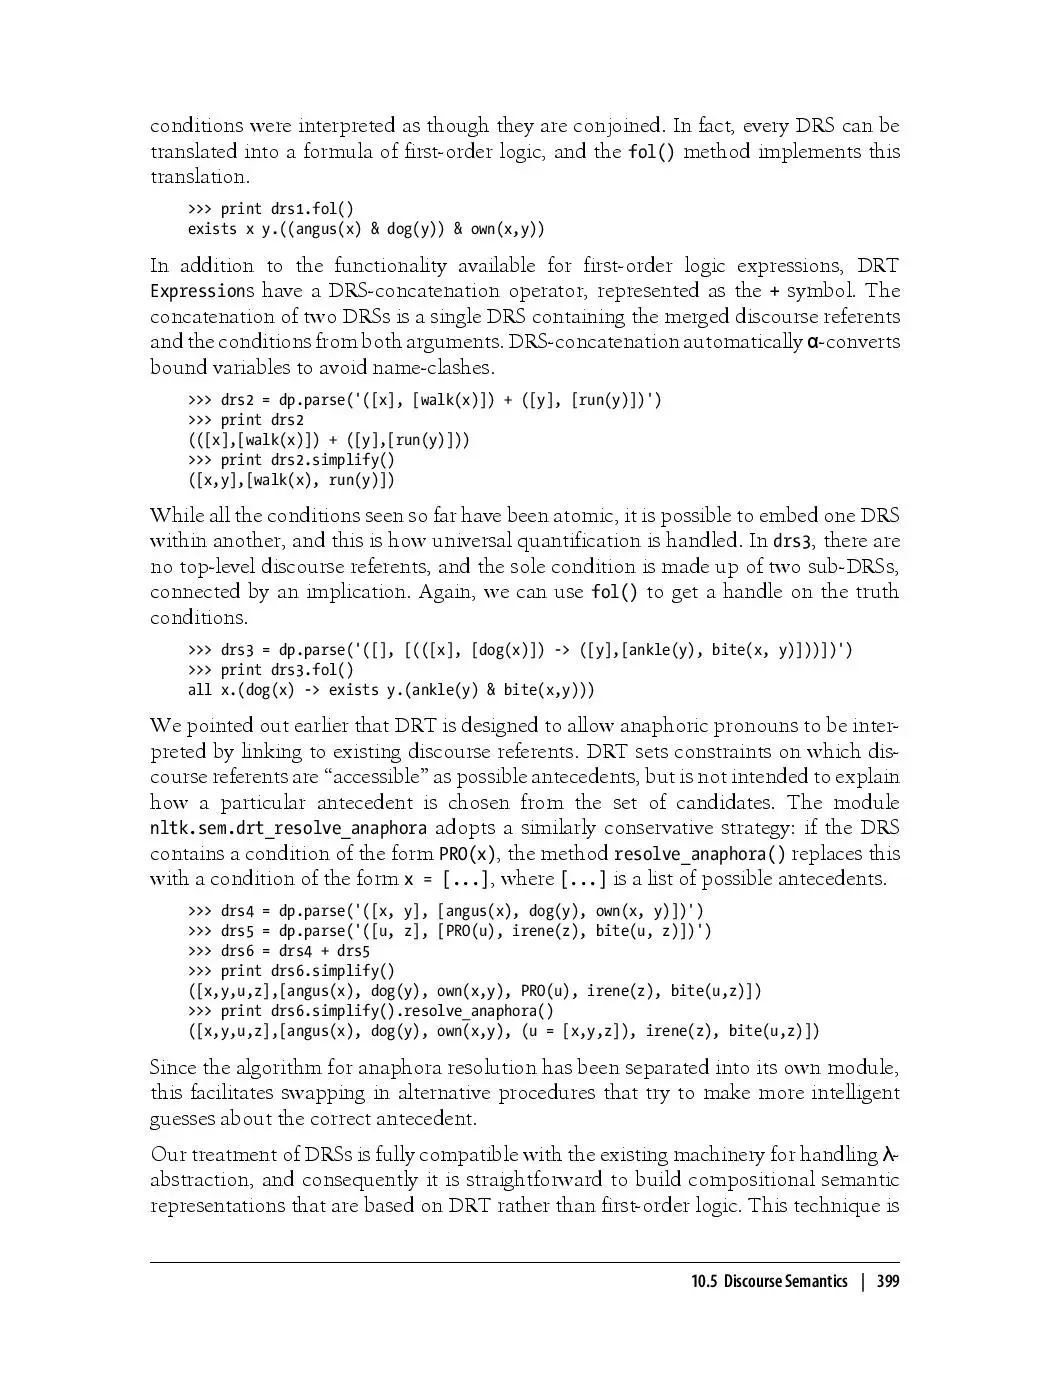 conditions were interpreted as though they are conjoined. In fact, every DRS can be
translated into a formula of first-order logic, and the fol() method implements this
translation.
>>> print drs1.fol()
exists x y.((angus(x) & dog(y)) & own(x,y))
In addition to the functionality available for first-order logic expressions, DRT
Expressions have a DRS-concatenation operator, represented as the + symbol. The
concatenation of two DRSs is a single DRS containing the merged discourse referents
and the conditions from both arguments. DRS-concatenation automatically α-converts
bound variables to avoid name-clashes.
>>> drs2 = dp.parse('([x], [walk(x)]) + ([y], [run(y)])')
>>> print drs2
(([x],[walk(x)]) + ([y],[run(y)]))
>>> print drs2.simplify()
([x,y],[walk(x), run(y)])
While all the conditions seen so far have been atomic, it is possible to embed one DRS
within another, and this is how universal quantification is handled. In drs3, there are
no top-level discourse referents, and the sole condition is made up of two sub-DRSs,
connected by an implication. Again, we can use fol() to get a handle on the truth
conditions.
>>> drs3 = dp.parse('([], [(([x], [dog(x)]) -> ([y],[ankle(y), bite(x, y)]))])')
>>> print drs3.fol()
all x.(dog(x) -> exists y.(ankle(y) & bite(x,y)))
We pointed out earlier that DRT is designed to allow anaphoric pronouns to be inter-
preted by linking to existing discourse referents. DRT sets constraints on which dis-
course referents are “accessible” as possible antecedents, but is not intended to explain
how a particular antecedent is chosen from the set of candidates. The module
nltk.sem.drt_resolve_anaphora adopts a similarly conservative strategy: if the DRS
contains a condition of the form PRO(x), the method resolve_anaphora() replaces this
with a condition of the form x = [...], where [...] is a list of possible antecedents.
>>> drs4 = dp.parse('([x, y], [angus(x), dog(y), own(x, y)])')
>>> drs5 = dp.parse('([u, z], [PRO(u), irene(z), bite(u, z)])')
>>> drs6 = drs4 + drs5
>>> print drs6.simplify()
([x,y,u,z],[angus(x), dog(y), own(x,y), PRO(u), irene(z), bite(u,z)])
>>> print drs6.simplify().resolve_anaphora()
([x,y,u,z],[angus(x), dog(y), own(x,y), (u = [x,y,z]), irene(z), bite(u,z)])
Since the algorithm for anaphora resolution has been separated into its own module,
this facilitates swapping in alternative procedures that try to make more intelligent
guesses about the correct antecedent.
Our treatment of DRSs is fully compatible with the existing machinery for handling λ-
abstraction, and consequently it is straightforward to build compositional semantic
representations that are based on DRT rather than first-order logic. This technique is
10.5 Discourse Semantics | 399